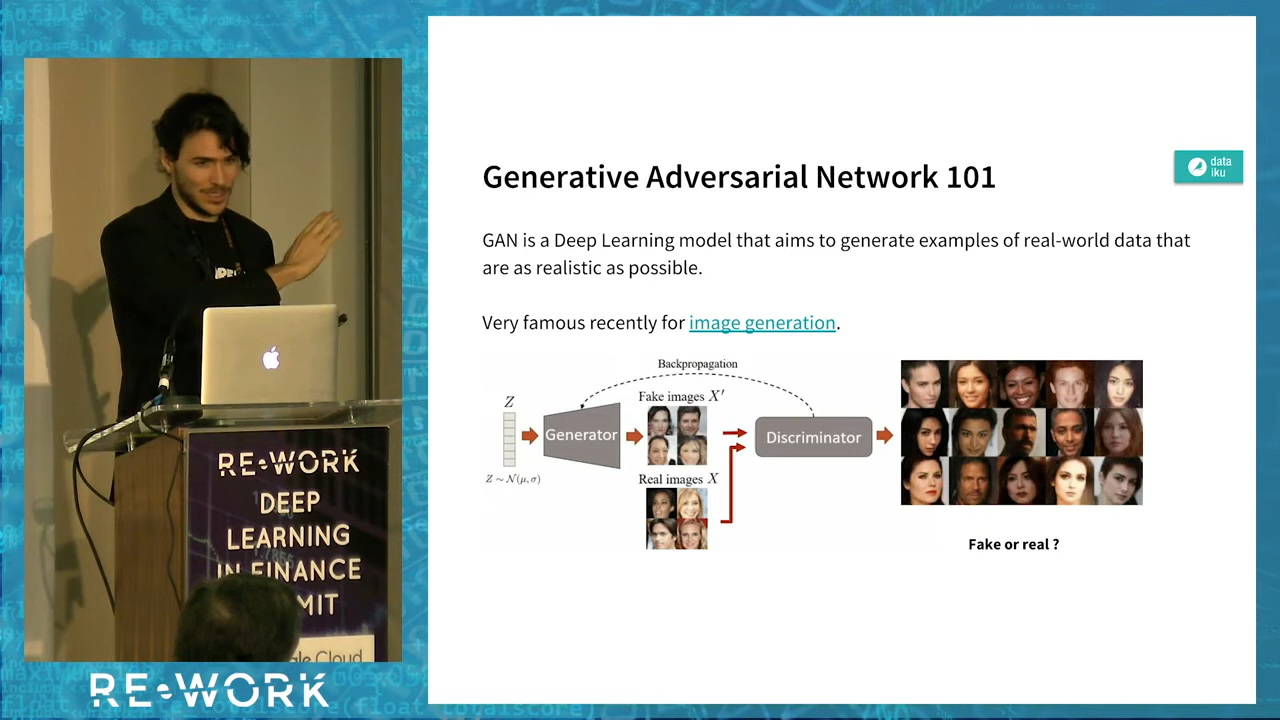 RE•WORK
DEEP
LEARNING
IN FINANCE
MIT
gle Cloud
RE•WORK
Generative Adversarial Network 101
data
iku
GAN is a Deep Learning model that aims to generate examples of real-world data that
are as realistic as possible.
Very famous recently for image generation.
Backpropagation
Z
Generator
Z ~ N(μ, σ)
Fake images X′
Real images X
Discriminator
Fake or real ?